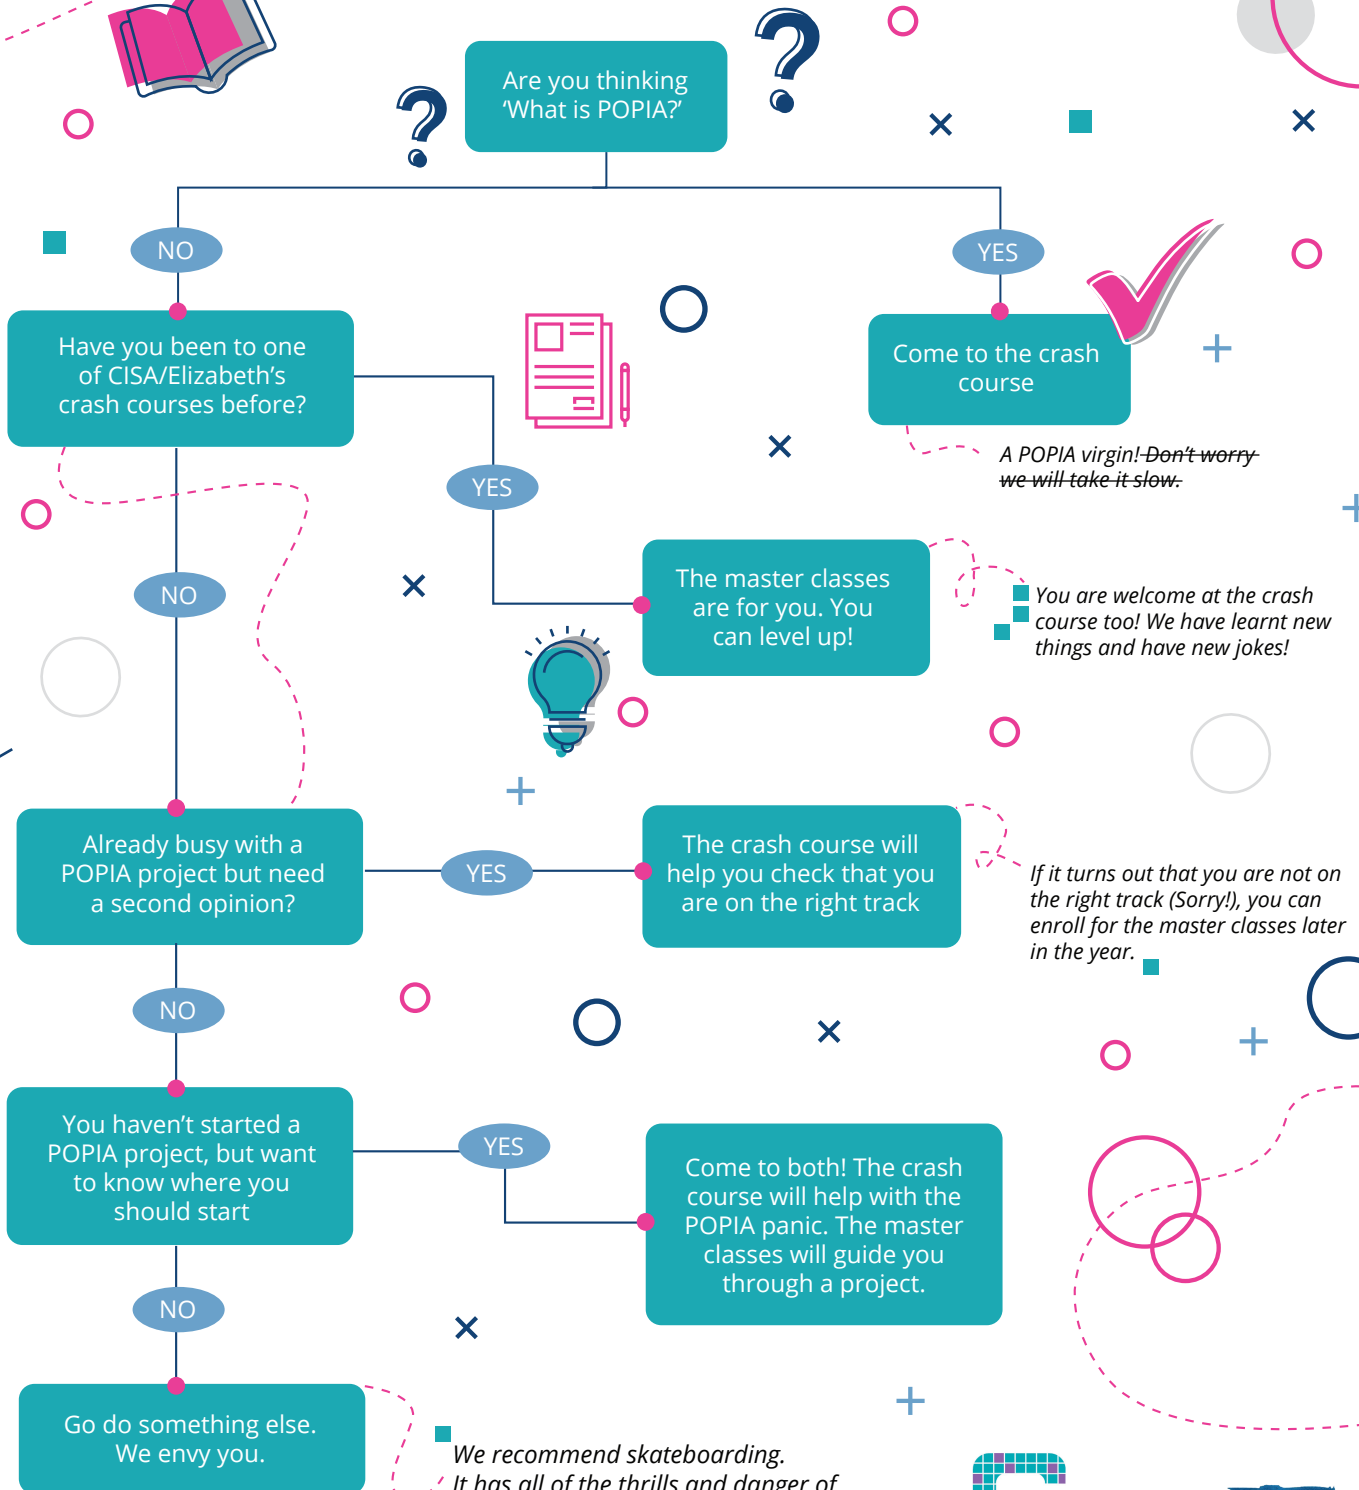 Are you thinking
‘What is POPIA?’
NO
YES
Have you been to one
of CISA/Elizabeth’s
crash courses before?
Come to the crash
course
A POPIA virgin! Don’t worry
we will take it slow.
YES
NO
The master classes
are for you. You
can level up!
You are welcome at the crash
course too! We have learnt new
things and have new jokes!
Already busy with a
POPIA project but need
a second opinion?
YES
The crash course will
help you check that you
are on the right track
If it turns out that you are not on
the right track (Sorry!), you can
enroll for the master classes later
in the year.
NO
You haven’t started a
POPIA project, but want
to know where you
should start
YES
Come to both! The crash
course will help with the
POPIA panic. The master
classes will guide you
through a project.
NO
Go do something else.
We envy you.
We recommend skateboarding.
It has all of the thrills and danger of